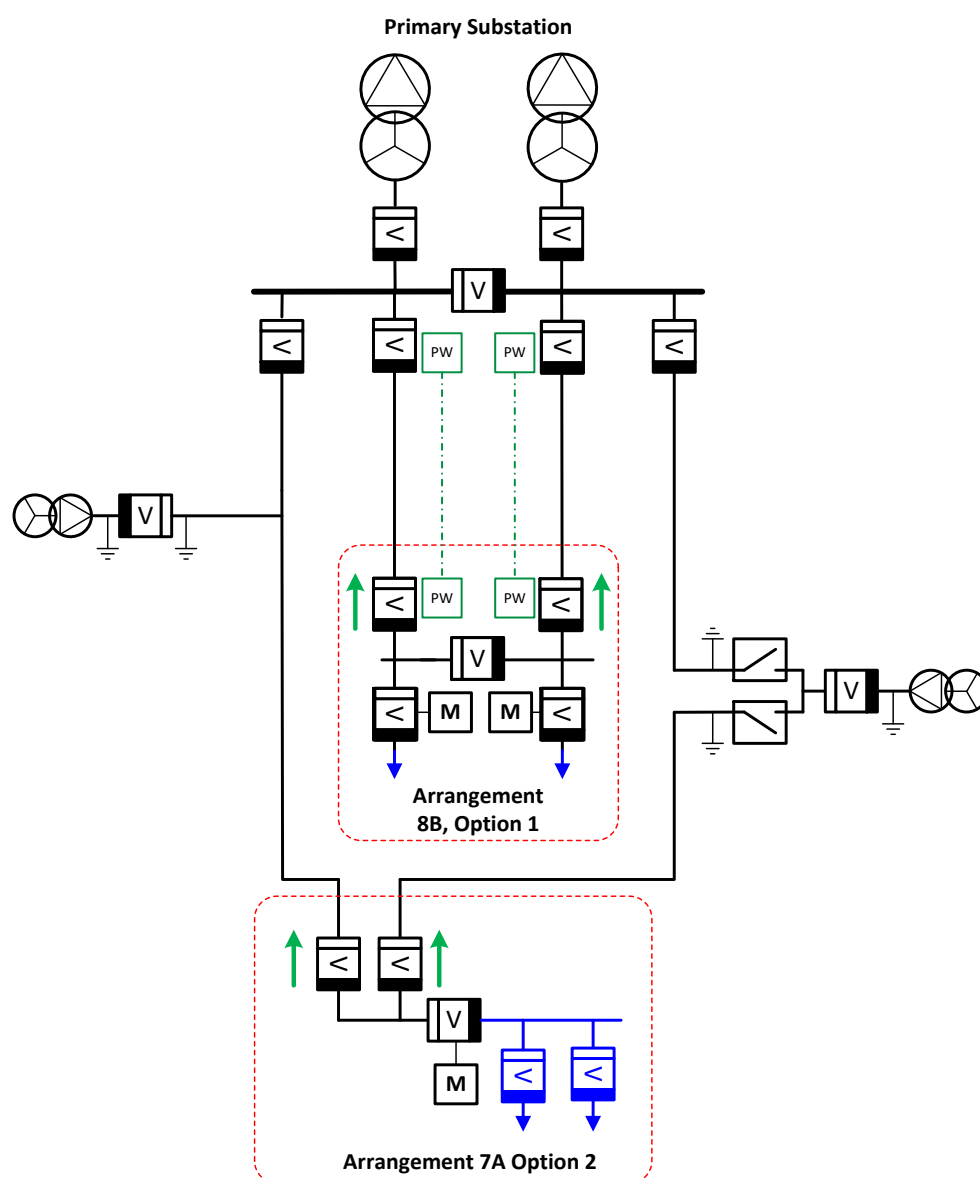 Primary Substation
V
V
V
V
V
PW
PW
V
V
V
PW
V
V
PW
V
V
V
M
M
V
Arrangement
8B, Option 1
V
V
V
V
V
M
Arrangement 7A Option 2